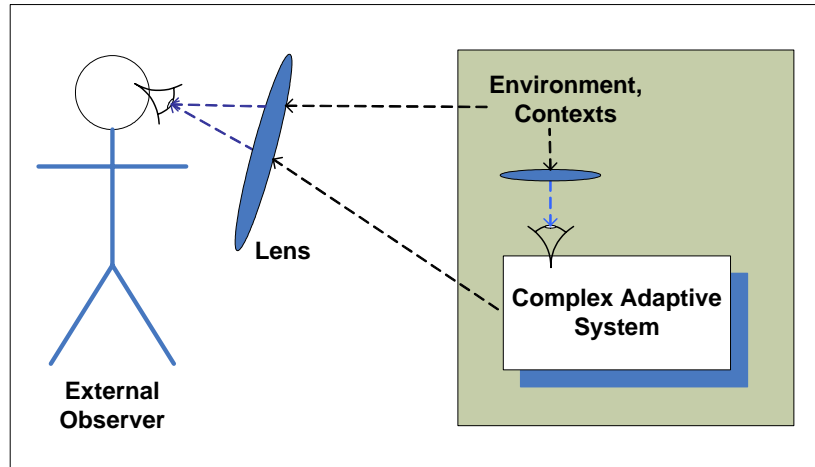 Environment,
Contexts
Lens
Complex Adaptive
System
External
Observer